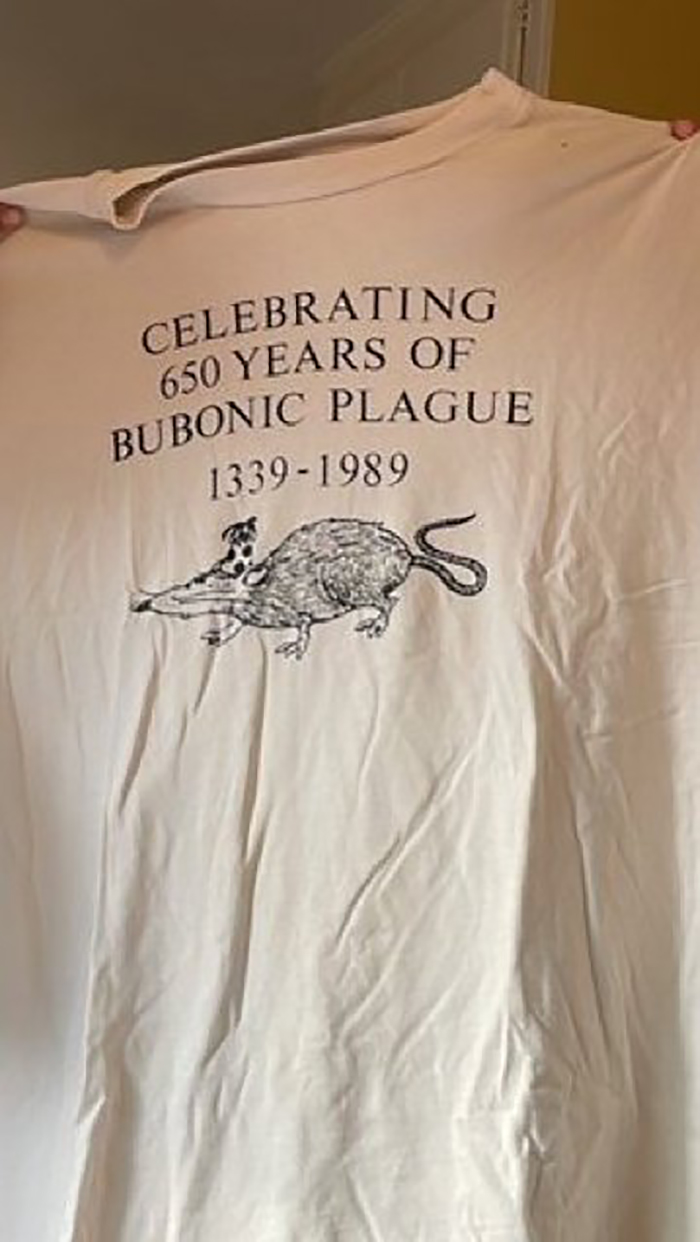 CELEBRATING
650 YEARS OF
BUBONIC PLAGUE
1339-1989